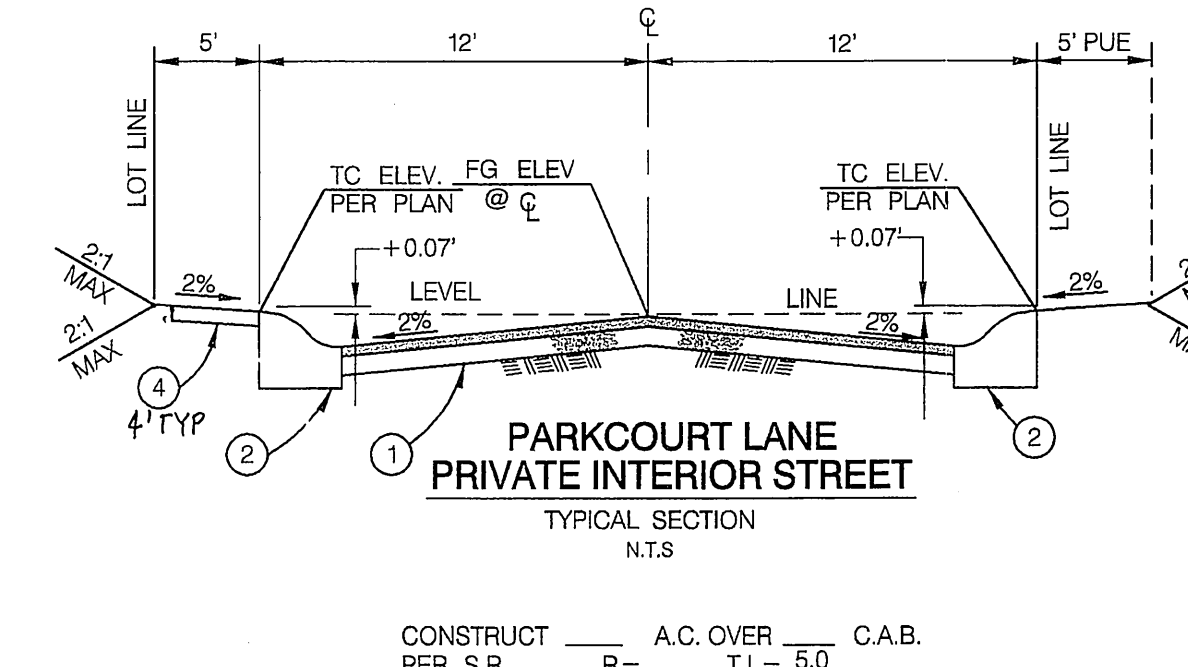 ℄
5' 12' 12' 5' PUE
LOT LINE
LOT LINE
TC ELEV.
PER PLAN
FG ELEV
@ ℄
TC ELEV.
PER PLAN
+0.07'
+0.07'
2:1
MAX
2:1
MAX
2%
LEVEL
LINE
2%
2%
2%
4
4' TYP
2
1
2
PARKCOURT LANE
PRIVATE INTERIOR STREET
TYPICAL SECTION
N.T.S
CONSTRUCT ____ A.C. OVER ____ C.A.B.
PER S.R. R= T.I.= 5.0